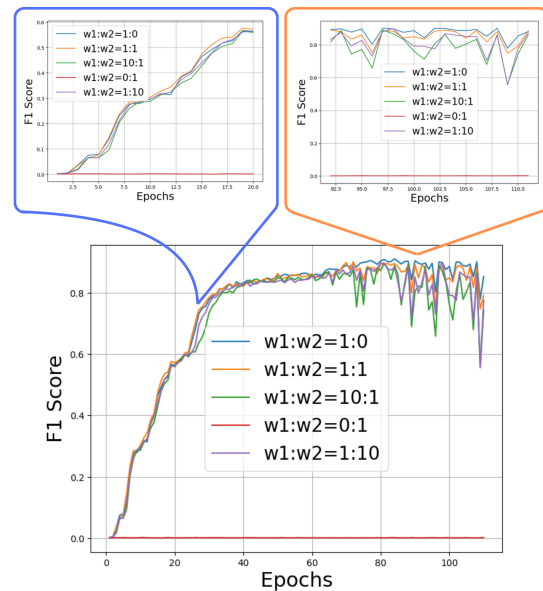 0.6
0.5
0.4
0.3
0.2
0.1
0.0
F1 Score
w1:w2=1:0
w1:w2=1:1
w1:w2=10:1
w1:w2=0:1
w1:w2=1:10
2.5 5.0 7.5 10.0 12.5 15.0 17.5 20.0
Epochs
0.8
0.6
0.4
0.2
0.0
F1 Score
w1:w2=1:0
w1:w2=1:1
w1:w2=10:1
w1:w2=0:1
w1:w2=1:10
92.5 95.0 97.5 100.0 102.5 105.0 107.5 110.0
Epochs
0.8
0.6
0.4
0.2
0.0
F1 Score
w1:w2=1:0
w1:w2=1:1
w1:w2=10:1
w1:w2=0:1
w1:w2=1:10
0 20 40 60 80 100
Epochs